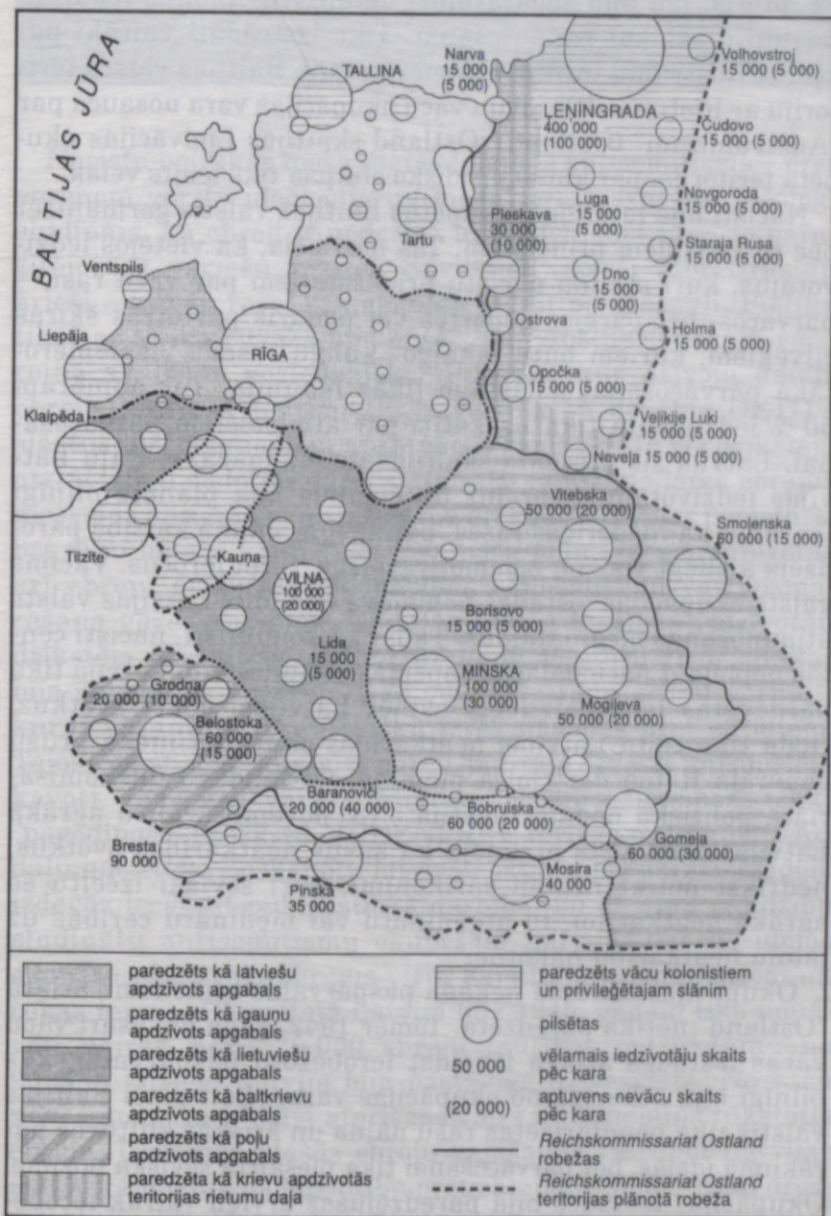 BALTIJAS JŪRA
TALLINA
Narva
15 000
(5 000)
Volhovstroj
15 000 (5 000)
ĻEŅINGRADA
400 000
(100 000)
Čudovo
15 000 (5 000)
Luga
15 000
(5 000)
Novgoroda
15 000 (5 000)
Pleskava
30 000
(10 000)
Tartu
Staraja Rusa
15 000 (5 000)
Dno
15 000
(5 000)
Ventspils
Ostrova
Holma
15 000 (5 000)
Liepāja
RĪGA
Opočka
15 000 (5 000)
Klaipēda
Veļikije Luki
15 000 (5 000)
Neveļa 15 000 (5 000)
Vitebska
50 000 (20 000)
Smoļenska
60 000 (15 000)
Tilzīte
Kauņa
VIĻŅA
100 000
(20 000)
Borisovo
15 000 (5 000)
Lida
15 000
(5 000)
MINSKA
100 000
(30 000)
Mogiļeva
50 000 (20 000)
Grodņa
20 000 (10 000)
Belostoka
60 000
(15 000)
Baranoviči
20 000 (40 000)
Bobruiska
60 000 (20 000)
Gomeļa
60 000 (30 000)
Bresta
90 000
Pinska
35 000
Mosira
40 000
paredzēts kā latviešu
apdzīvots apgabals
paredzēts kā igauņu
apdzīvots apgabals
paredzēts kā lietuviešu
apdzīvots apgabals
paredzēts kā baltkrievu
apdzīvots apgabals
paredzēts kā poļu
apdzīvots apgabals
paredzēta kā krievu apdzīvotās
teritorijas rietumu daļa
paredzēts vācu kolonistiem
un privileģētajam slānim
pilsētas
50 000
vēlamais iedzīvotāju skaits
pēc kara
(20 000)
aptuvens nevācu skaits
pēc kara
Reichskommissariat Ostland
robežas
Reichskommissariat Ostland
teritorijas plānotā robeža